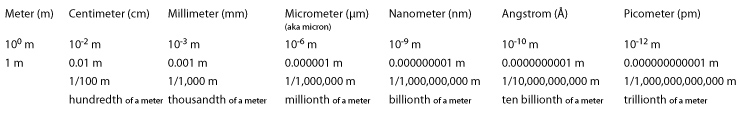 Meter (m) Centimeter (cm) Millimeter (mm) Micrometer (µm) Nanometer (nm) Angstrom (Å) Picometer (pm)
(aka micron)
10⁰ m 10⁻² m 10⁻³ m 10⁻⁶ m 10⁻⁹ m 10⁻¹⁰ m 10⁻¹² m
1 m 0.01 m 0.001 m 0.000001 m 0.000000001 m 0.0000000001 m 0.000000000001 m
1/100 m 1/1,000 m 1/1,000,000 m 1/1,000,000,000 m 1/10,000,000,000 m 1/1,000,000,000,000 m
hundredth of a meter thousandth of a meter millionth of a meter billionth of a meter ten billionth of a meter trillionth of a meter